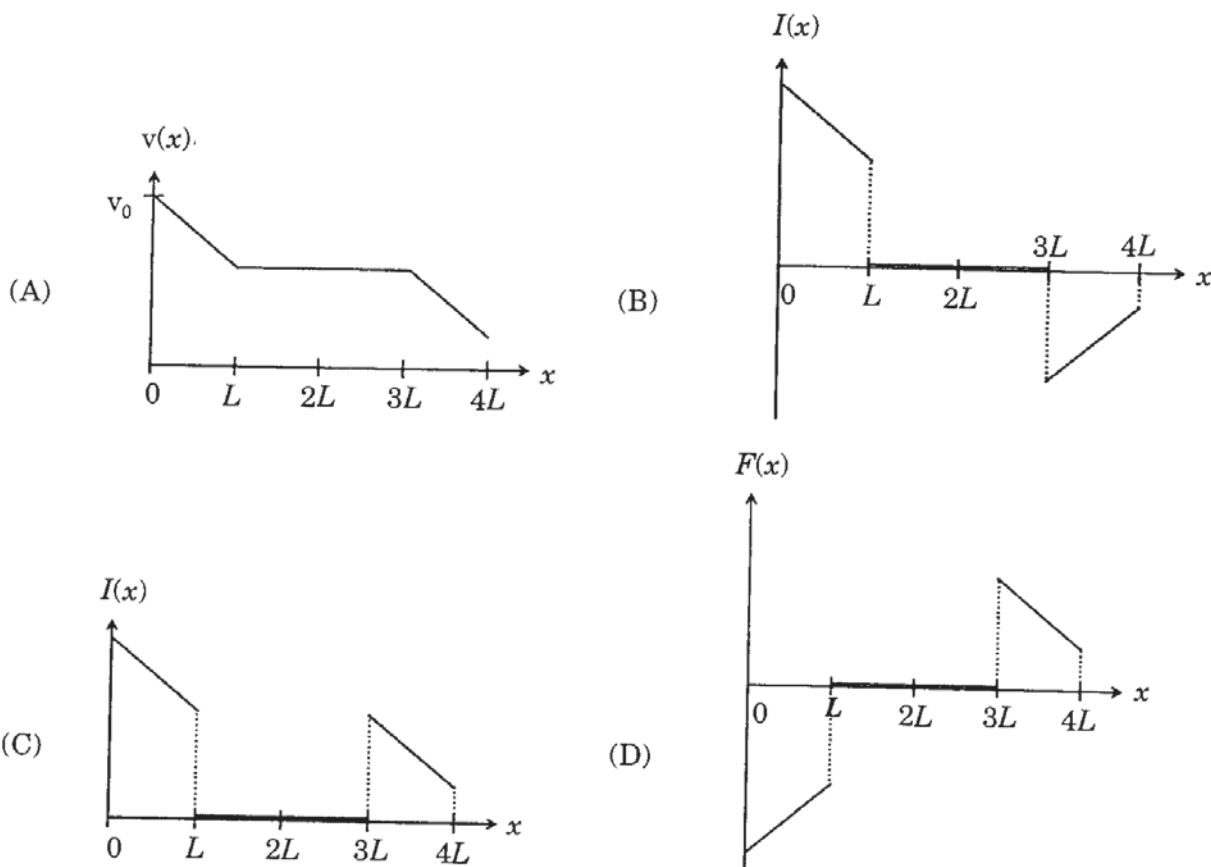 (A)
v(x)
v₀
0 L 2L 3L 4L x
(B)
I(x)
3L 4L
0 L 2L x
(C)
I(x)
0 L 2L 3L 4L x
(D)
F(x)
0 L 2L 3L 4L x